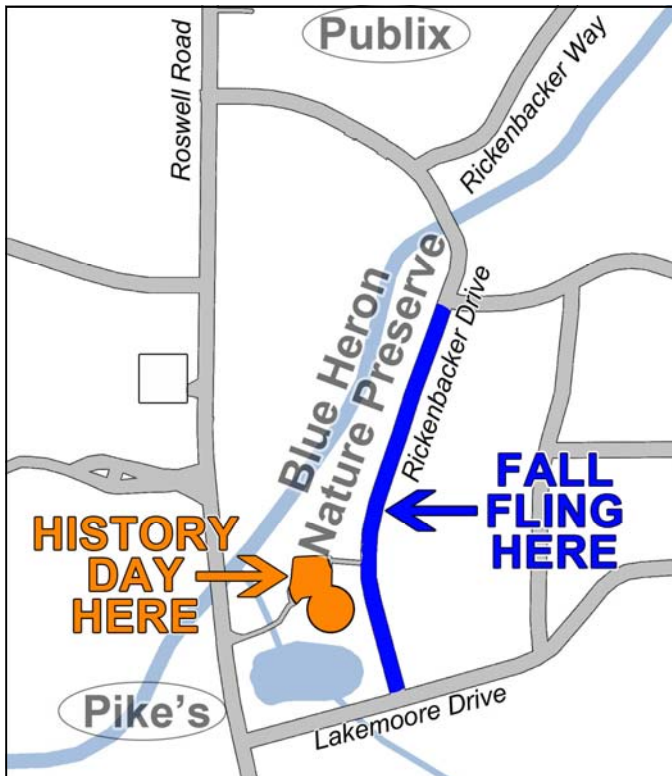 Publix
Roswell Road
Rickenbacker Way
Blue Heron
Nature Preserve
Rickenbacker Drive
FALL
FLING
HERE
HISTORY
DAY
HERE
Pike's
Lakemoore Drive